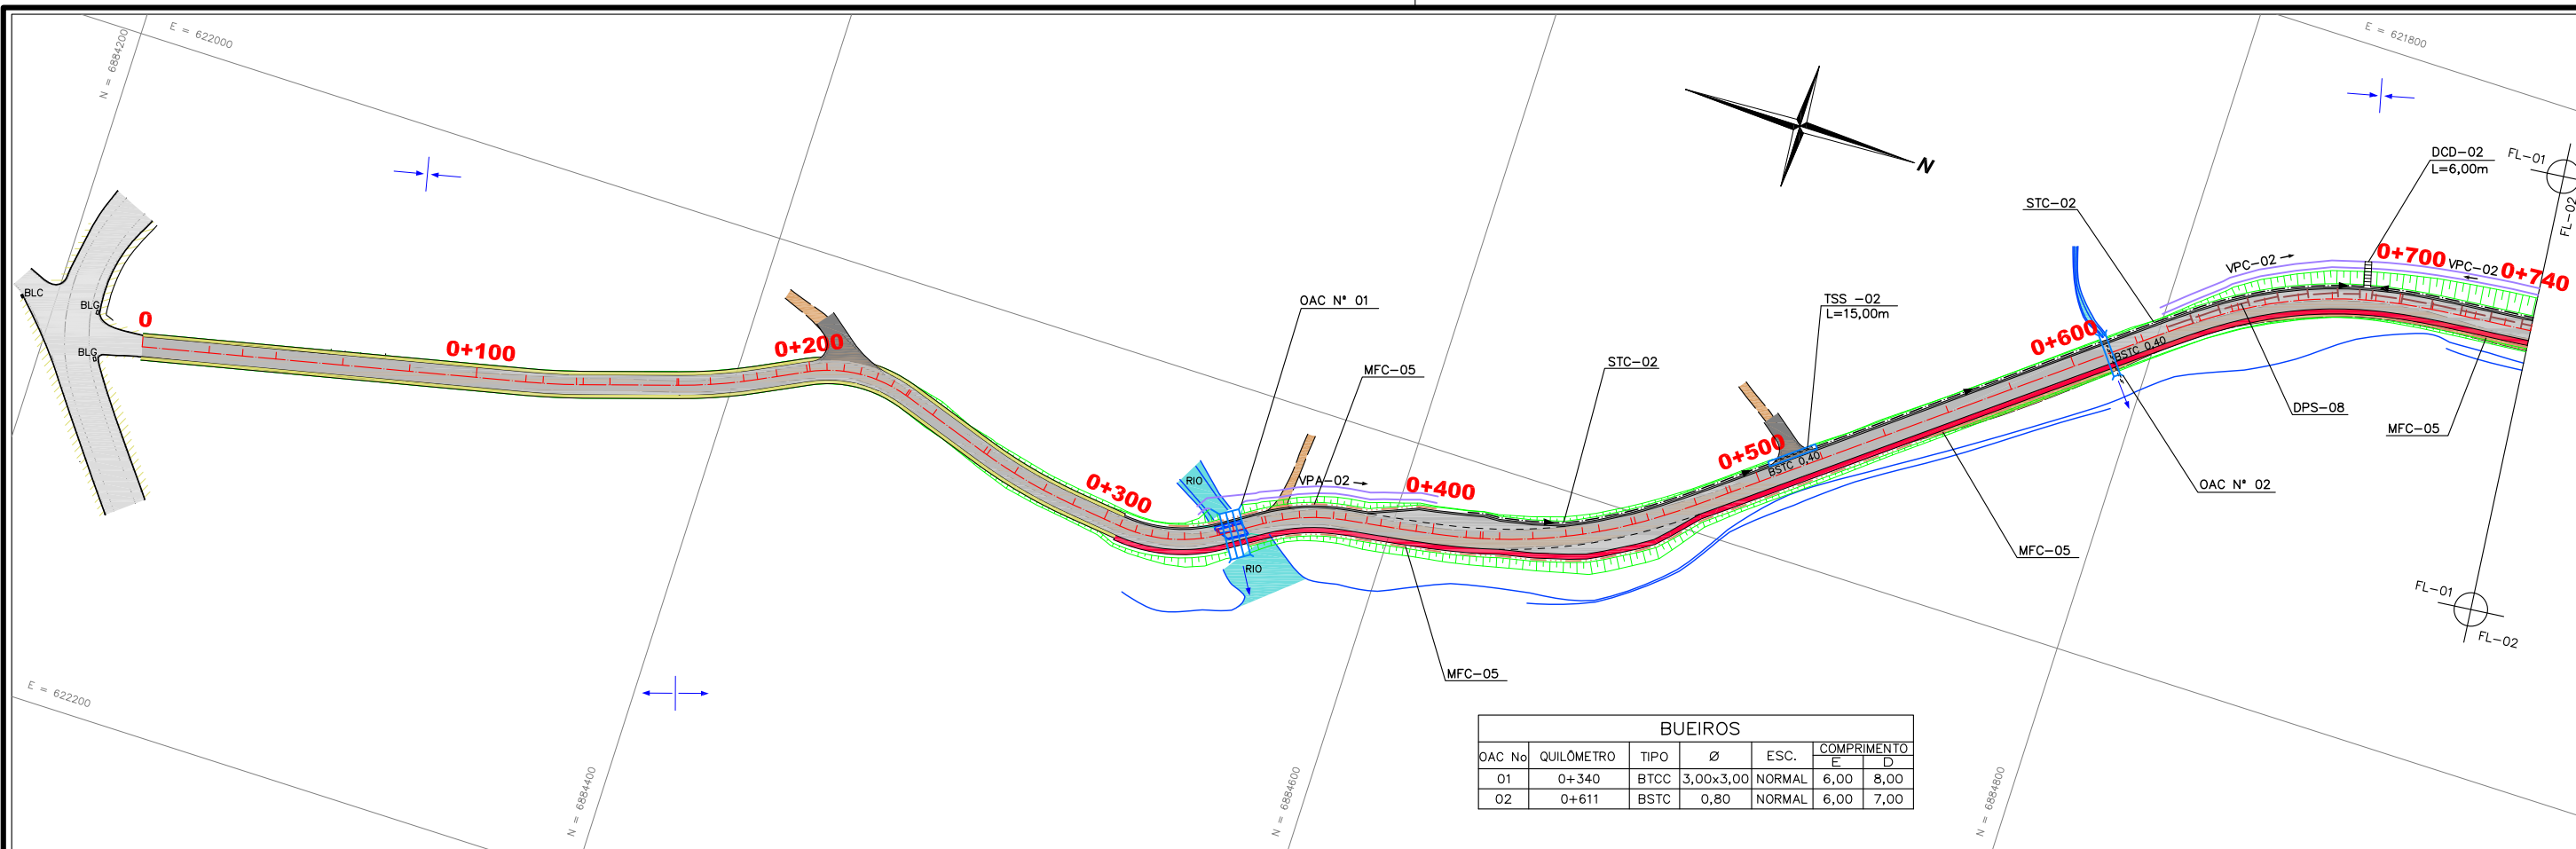 E = 622000
E = 621800
N = 6884200
DCD-02
L=6,00m
FL-01
FL-02
N
STC-02
VPC-02
0+700
VPC-02
0+740
BLC
BLG
BLG
0
0+100
0+200
OAC N° 01
TSS -02
L=15,00m
0+600
BSTC 0,40
MFC-05
STC-02
DPS-08
MFC-05
0+500
BSTC 0,40
0+300
RIO
VPA-02
0+400
OAC N° 02
MFC-05
RIO
FL-01
FL-02
MFC-05
E = 622200
N = 6884400
N = 6884600
N = 6884800
BUEIROS
OAC No QUILÔMETRO TIPO Ø ESC. COMPRIMENTO
E D
01 0+340 BTCC 3,00x3,00 NORMAL 6,00 8,00
02 0+611 BSTC 0,80 NORMAL 6,00 7,00